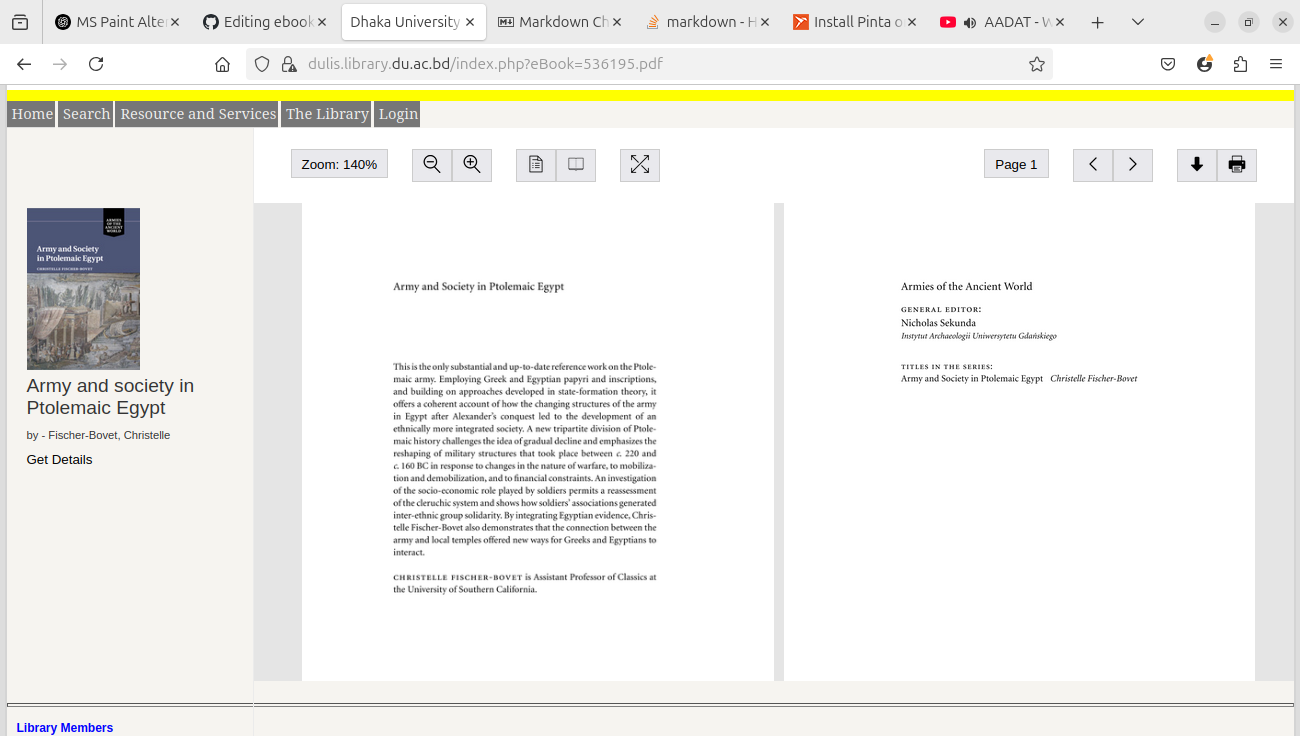 MS Paint Alte
Editing ebook
Dhaka University
Markdown Ch
markdown - H
Install Pinta o
AADAT - W
dulis.library.du.ac.bd/index.php?eBook=536195.pdf
Home
Search
Resource and Services
The Library
Login
Zoom: 140%
Page 1
ARMIES
OF THE
ANCIENT
WORLD
Army and Society
in Ptolemaic Egypt
CHRISTELLE FISCHER-BOVET
Army and society in
Ptolemaic Egypt
by - Fischer-Bovet, Christelle
Get Details
Army and Society in Ptolemaic Egypt
This is the only substantial and up-to-date reference work on the Ptole-
maic army. Employing Greek and Egyptian papyri and inscriptions,
and building on approaches developed in state-formation theory, it
offers a coherent account of how the changing structures of the army
in Egypt after Alexander's conquest led to the development of an
ethnically more integrated society. A new tripartite division of Ptole-
maic history challenges the idea of gradual decline and emphasizes the
reshaping of military structures that took place between c. 220 and
c. 160 BC in response to changes in the nature of warfare, to mobiliza-
tion and demobilization, and to financial constraints. An investigation
of the socio-economic role played by soldiers permits a reassessment
of the cleruchic system and shows how soldiers' associations generated
inter-ethnic group solidarity. By integrating Egyptian evidence, Chris-
telle Fischer-Bovet also demonstrates that the connection between the
army and local temples offered new ways for Greeks and Egyptians to
interact.
CHRISTELLE FISCHER-BOVET is Assistant Professor of Classics at
the University of Southern California.
Armies of the Ancient World
GENERAL EDITOR:
Nicholas Sekunda
Instytut Archaeologii Uniwersytetu Gdańskiego
TITLES IN THE SERIES:
Army and Society in Ptolemaic Egypt Christelle Fischer-Bovet
Library Members